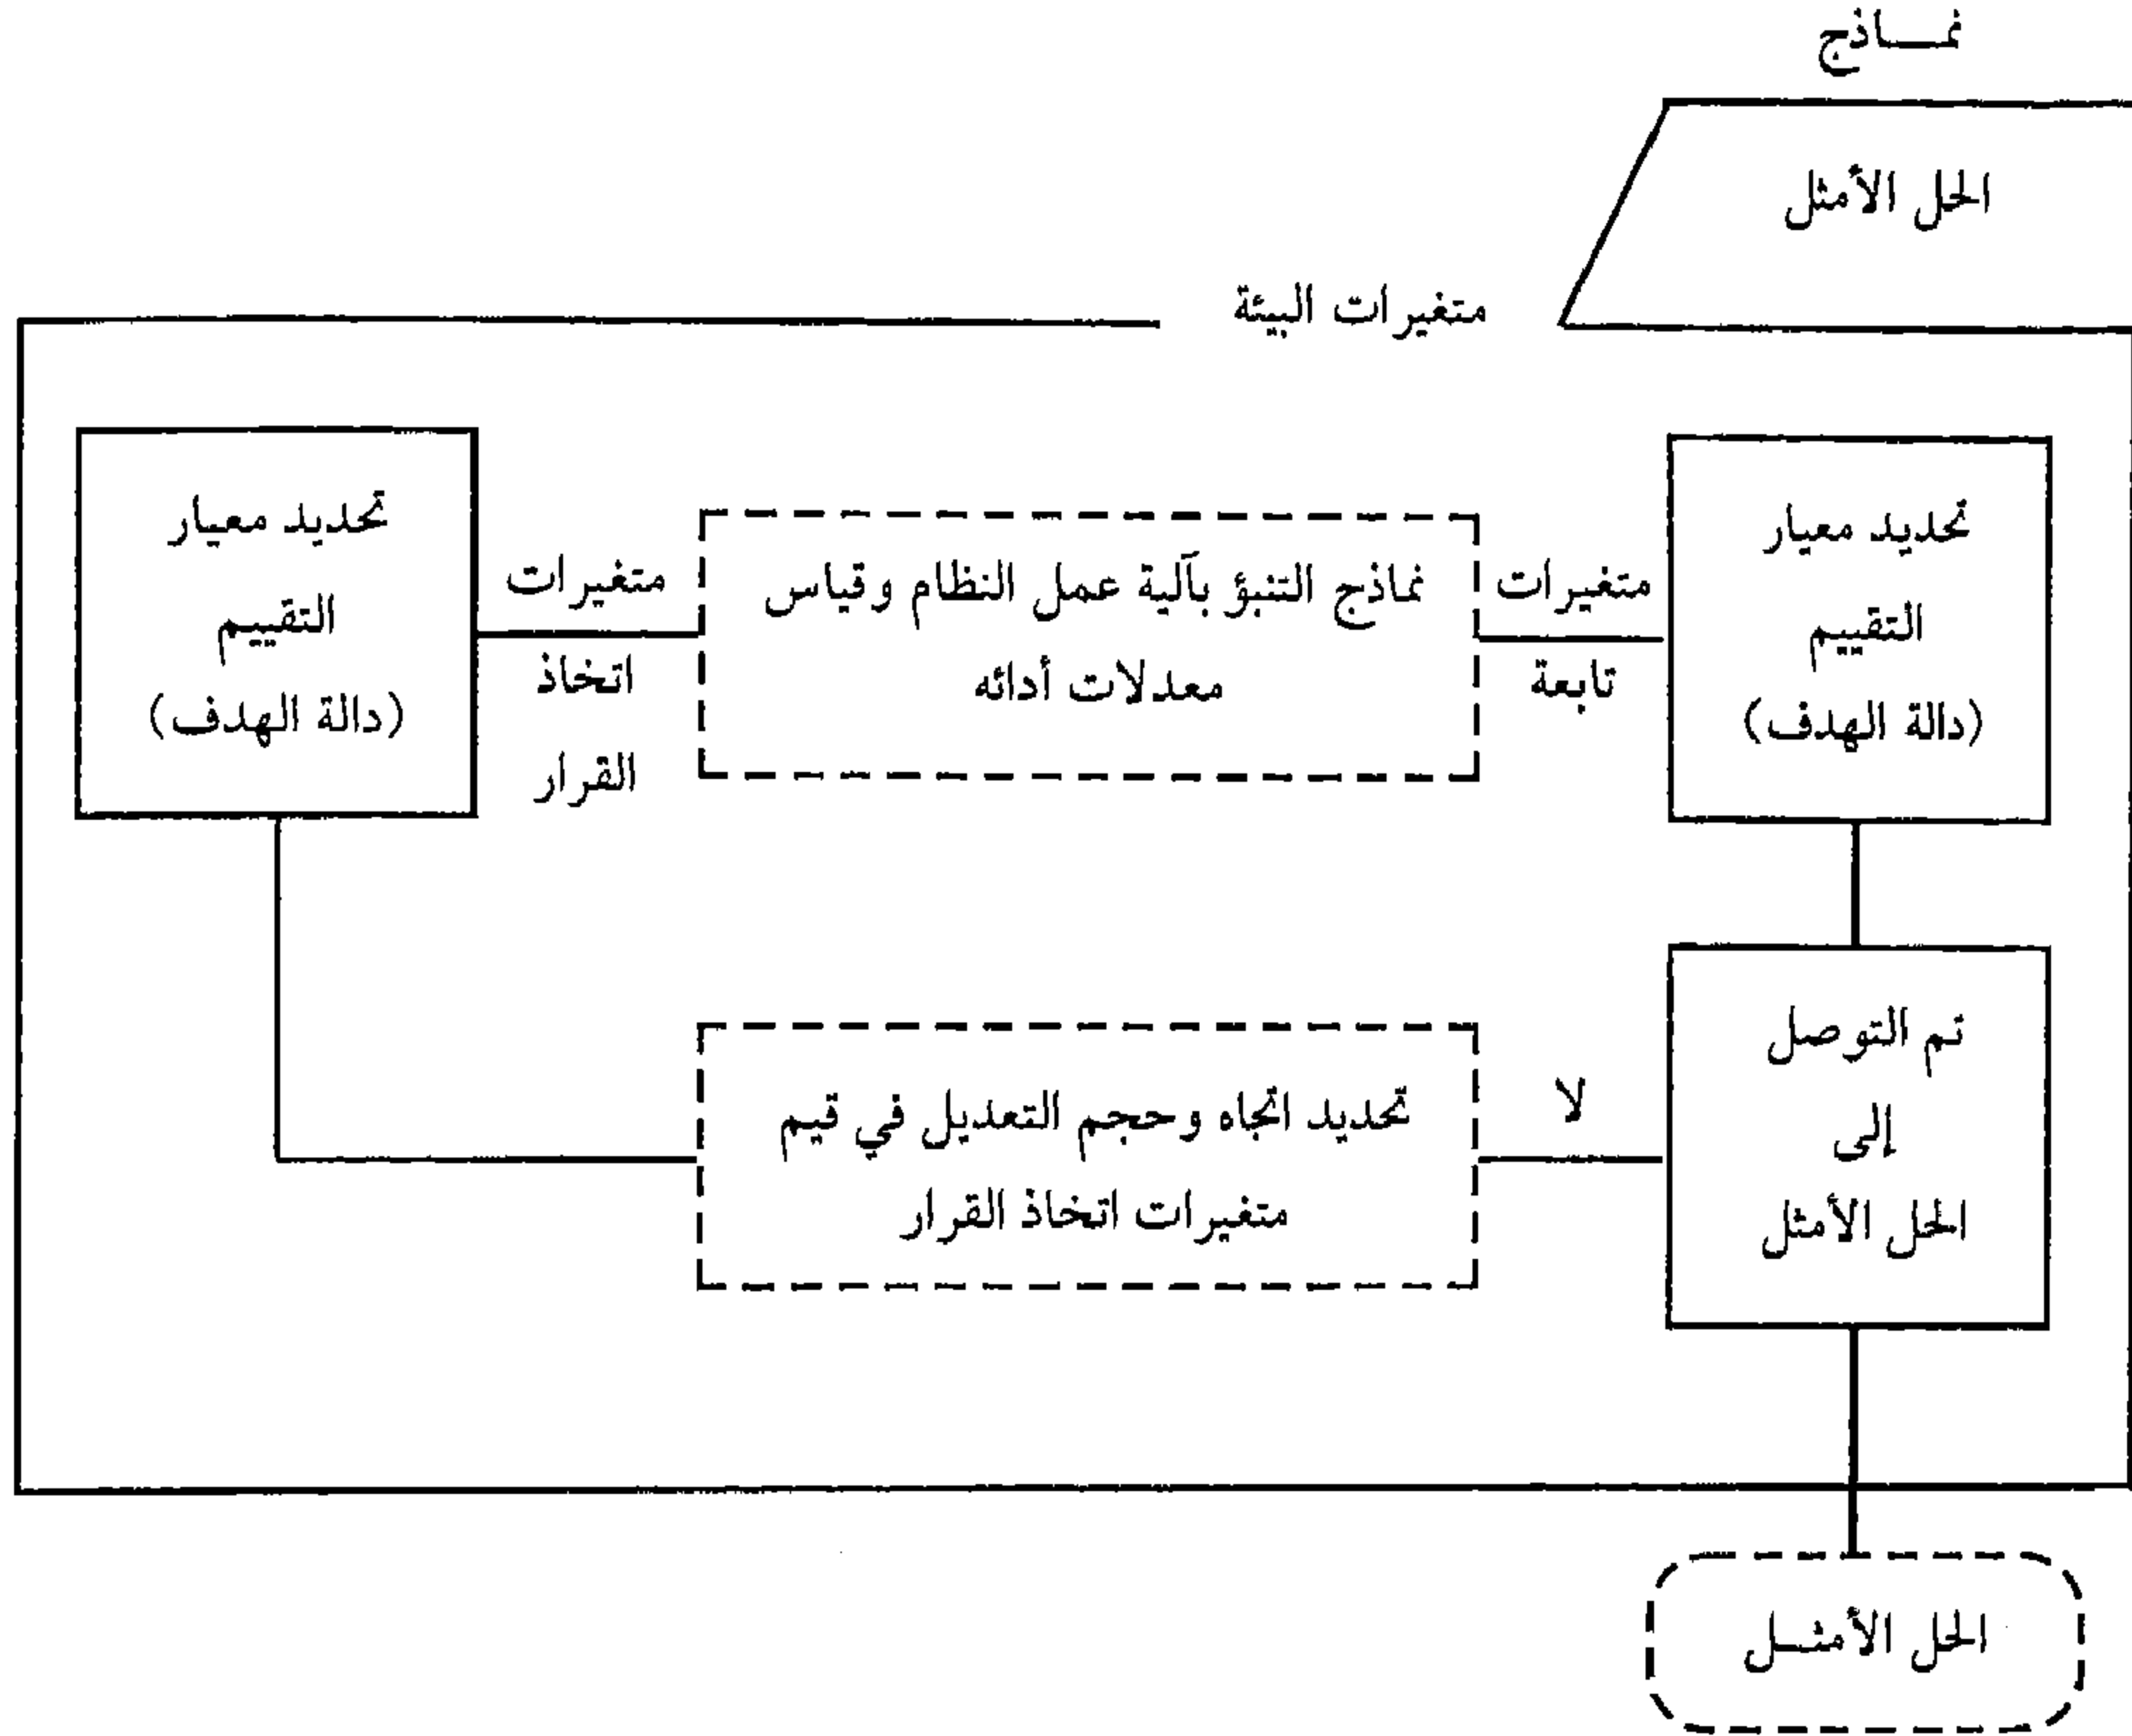 نماذج
الحل الأمثل
متغيرات البيئة
تحديد معيار
التقييم
(دالة الهدف)
متغيرات
تابعة
نماذج التنبؤ بآلية عمل النظام وقياس
معدلات أدائه
متغيرات
اتخاذ
القرار
تحديد معيار
التقييم
(دالة الهدف)
تم التوصل
إلى
الحل الأمثل
لا
تحديد اتجاه وحجم التعديل في قيم
متغيرات اتخاذ القرار
الحل الأمثل